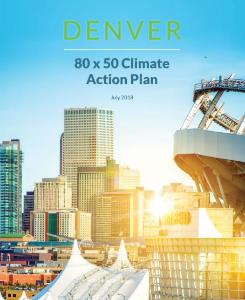 DENVER
80 x 50 Climate
Action Plan
July 2018